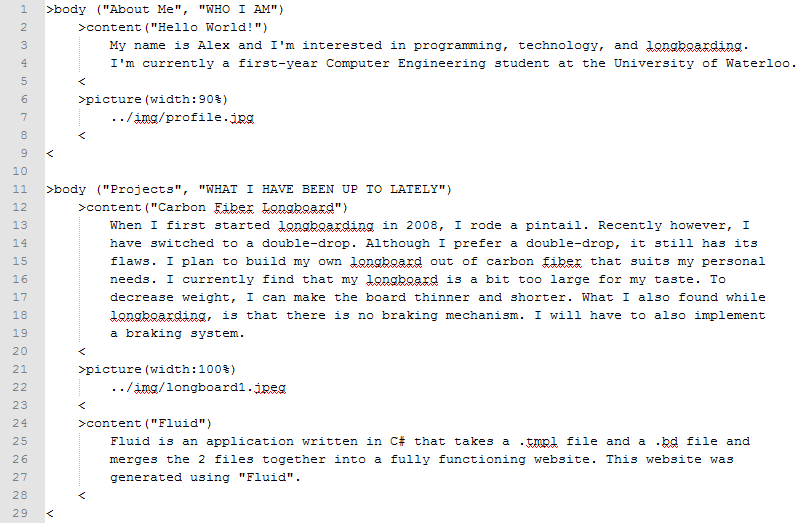 1 >body ("About Me", "WHO I AM")
2 >content("Hello World!")
3 My name is Alex and I'm interested in programming, technology, and longboarding.
4 I'm currently a first-year Computer Engineering student at the University of Waterloo.
5 <
6 >picture(width:90%)
7 ../img/profile.jpg
8 <
9 <
10
11 >body ("Projects", "WHAT I HAVE BEEN UP TO LATELY")
12 >content("Carbon Fiber Longboard")
13 When I first started longboarding in 2008, I rode a pintail. Recently however, I
14 have switched to a double-drop. Although I prefer a double-drop, it still has its
15 flaws. I plan to build my own longboard out of carbon fiber that suits my personal
16 needs. I currently find that my longboard is a bit too large for my taste. To
17 decrease weight, I can make the board thinner and shorter. What I also found while
18 longboarding, is that there is no braking mechanism. I will have to also implement
19 a braking system.
20 <
21 >picture(width:100%)
22 ../img/longboard1.jpeg
23 <
24 >content("Fluid")
25 Fluid is an application written in C# that takes a .tmpl file and a .bd file and
26 merges the 2 files together into a fully functioning website. This website was
27 generated using "Fluid".
28 <
29 <